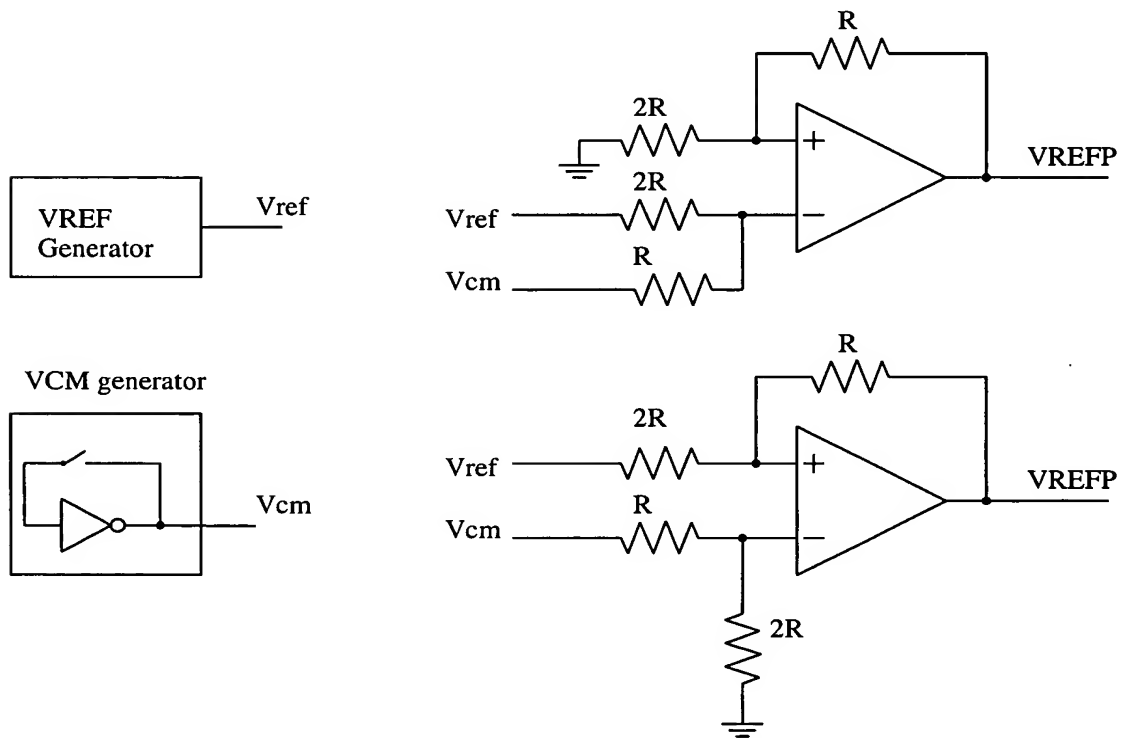 VREF
Generator
Vref
VCM generator
Vcm
R
2R
+
2R
Vref
−
R
Vcm
VREFP
R
2R
Vref
+
R
Vcm
−
2R
VREFP